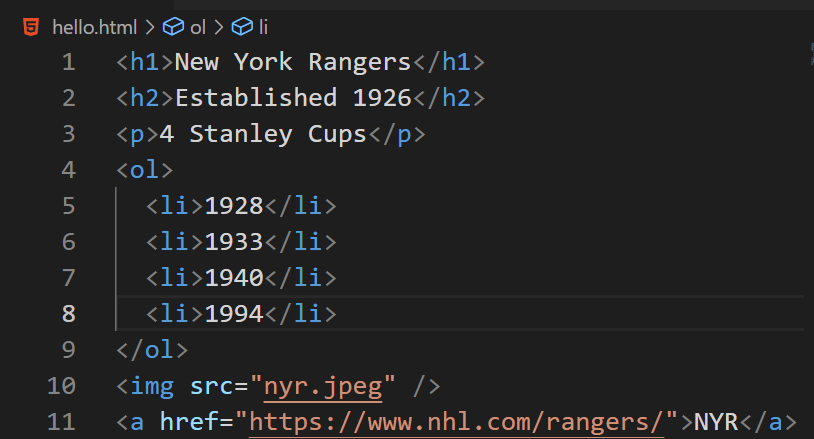 hello.html > ol > li
1 <h1>New York Rangers</h1>
2 <h2>Established 1926</h2>
3 <p>4 Stanley Cups</p>
4 <ol>
5   <li>1928</li>
6   <li>1933</li>
7   <li>1940</li>
8   <li>1994</li>
9 </ol>
10 <img src="nyr.jpeg" />
11 <a href="https://www.nhl.com/rangers/">NYR</a>